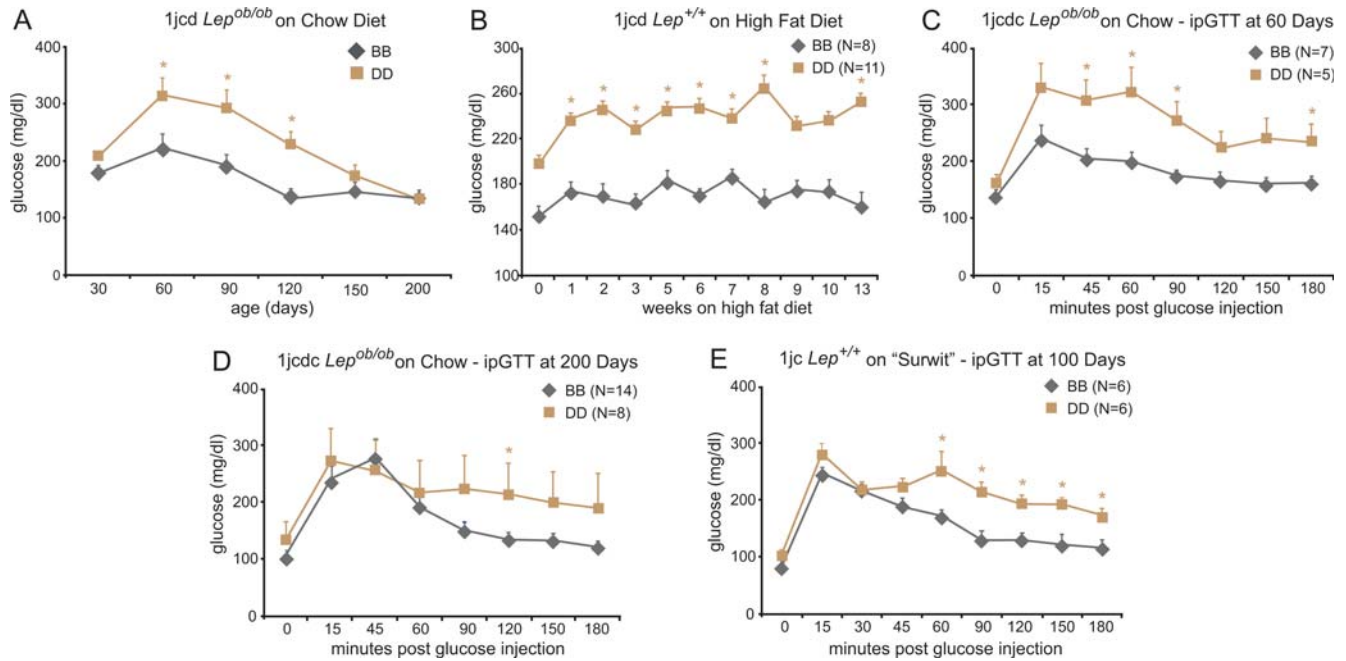 A
1jcd Lep^ob/ob on Chow Diet
BB
DD
glucose (mg/dl)
400
300
200
100
0
30 60 90 120 150 200
age (days)
*
*
*
B
1jcd Lep^+/+ on High Fat Diet
BB (N=8)
DD (N=11)
glucose (mg/dl)
300
260
220
180
140
100
0 1 2 3 5 6 7 8 9 10 13
weeks on high fat diet
* * * * * * * *
C
1jcdc Lep^ob/ob on Chow - ipGTT at 60 Days
BB (N=7)
DD (N=5)
glucose (mg/dl)
400
300
200
100
0
0 15 45 60 90 120 150 180
minutes post glucose injection
* * * *
*
D
1jcdc Lep^ob/ob on Chow - ipGTT at 200 Days
BB (N=14)
DD (N=8)
glucose (mg/dl)
400
300
200
100
0
0 15 45 60 90 120 150 180
minutes post glucose injection
*
E
1jc Lep^+/+ on "Surwit" - ipGTT at 100 Days
BB (N=6)
DD (N=6)
glucose (mg/dl)
400
300
200
100
0
0 15 30 45 60 90 120 150 180
minutes post glucose injection
* * * * *